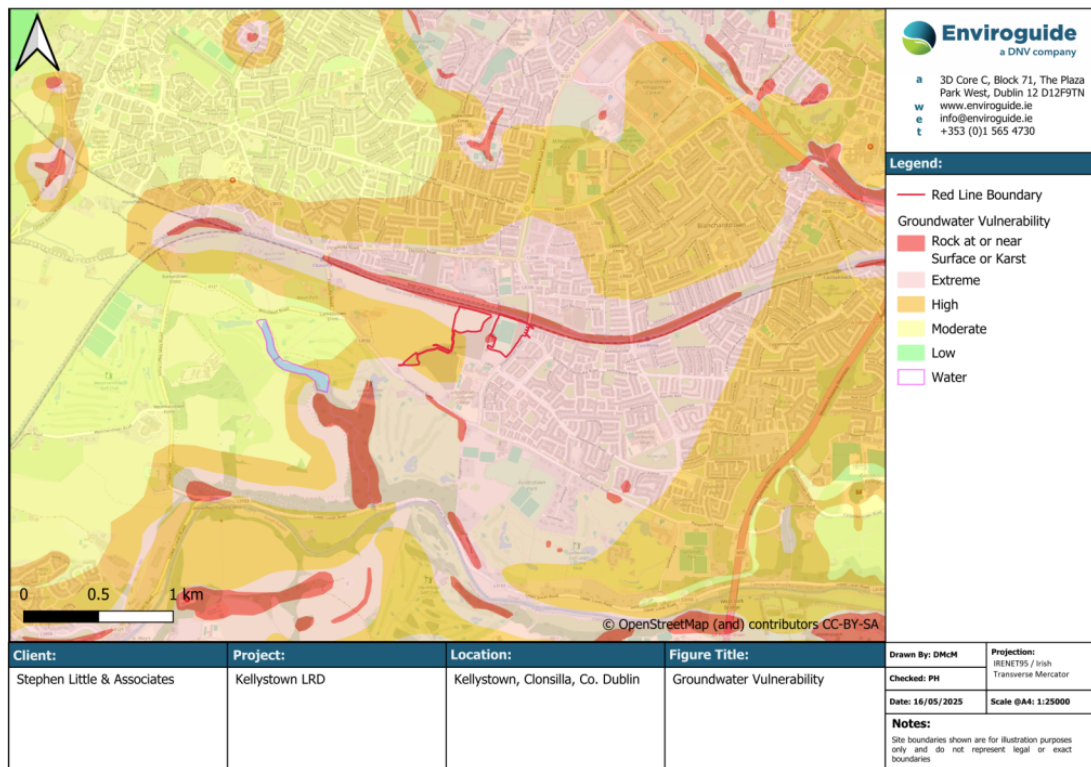 Enviroguide
a DNV company
a 3D Core C, Block 71, The Plaza
Park West, Dublin 12 D12F9TN
w www.enviroguide.ie
e info@enviroguide.ie
t +353 (0)1 565 4730
Legend:
Red Line Boundary
Groundwater Vulnerability
Rock at or near
Surface or Karst
Extreme
High
Moderate
Low
Water
0 0.5 1 km
© OpenStreetMap (and) contributors CC-BY-SA
Client:
Stephen Little & Associates
Project:
Kellystown LRD
Location:
Kellystown, Clonsilla, Co. Dublin
Figure Title:
Groundwater Vulnerability
Drawn By: DMcM
Checked: PH
Date: 16/05/2025
Projection:
IRENET95 / Irish
Transverse Mercator
Scale @A4: 1:25000
Notes:
Site boundaries shown are for illustration purposes
only and do not represent legal or exact
boundaries